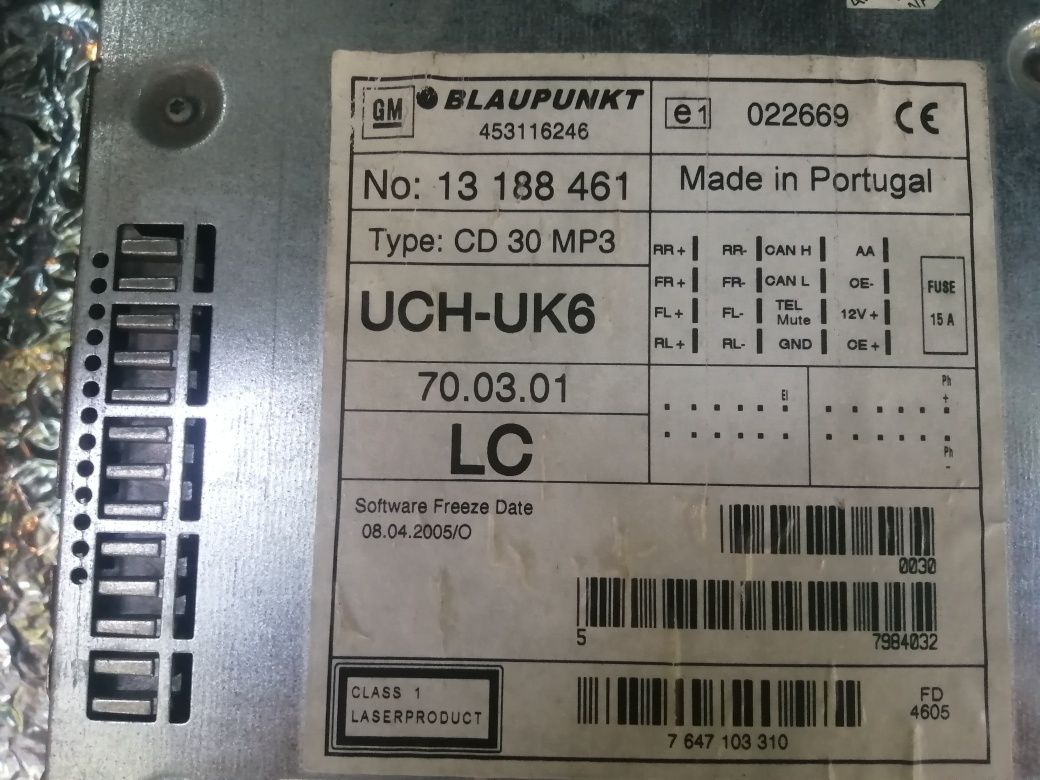 GM BLAUPUNKT
453116246
e1 022669 CE
No: 13 188 461
Made in Portugal
Type: CD 30 MP3
UCH-UK6
70.03.01
LC
RR+ RR- CAN H AA
FR+ FR- CAN L CE-
FL+ FL- TEL Mute 12V+
RL+ RL- GND CE+
FUSE
15 A
El
Ph
+
Ph
-
Software Freeze Date
08.04.2005/O
0030
5 7984032
CLASS 1
LASERPRODUCT
7 647 103 310
FD
4605